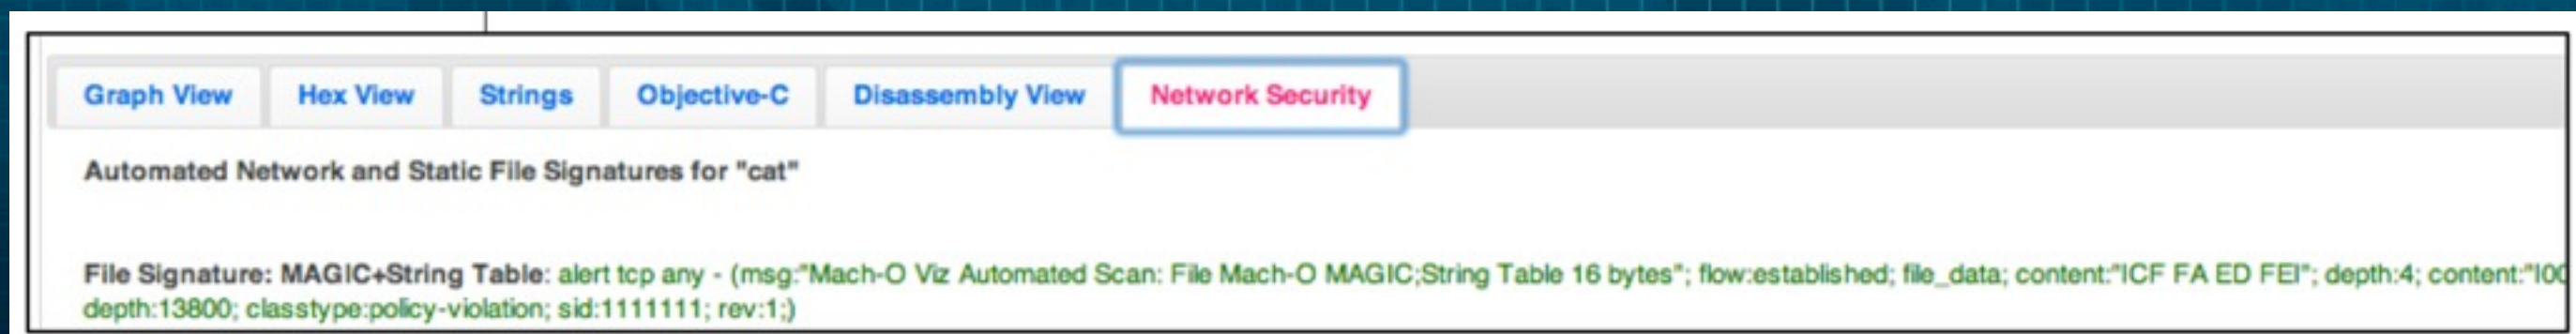 Graph View Hex View Strings Objective-C Disassembly View Network Security
Automated Network and Static File Signatures for "cat"
File Signature: MAGIC+String Table: alert tcp any - (msg:"Mach-O Viz Automated Scan: File Mach-O MAGIC;String Table 16 bytes"; flow:established; file_data; content:"|CF FA ED FE|"; depth:4; content:"|00
depth:13800; classtype:policy-violation; sid:1111111; rev:1;)